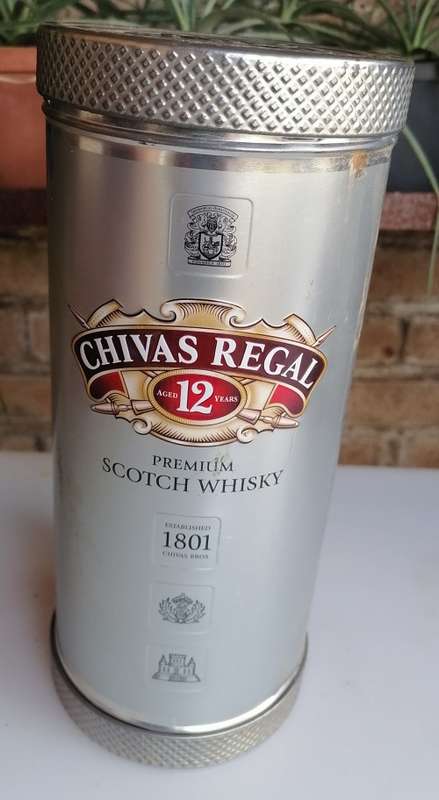 CHIVAS REGAL
AGED 12 YEARS
PREMIUM
SCOTCH WHISKY
ESTABLISHED
1801
CHIVAS BROS